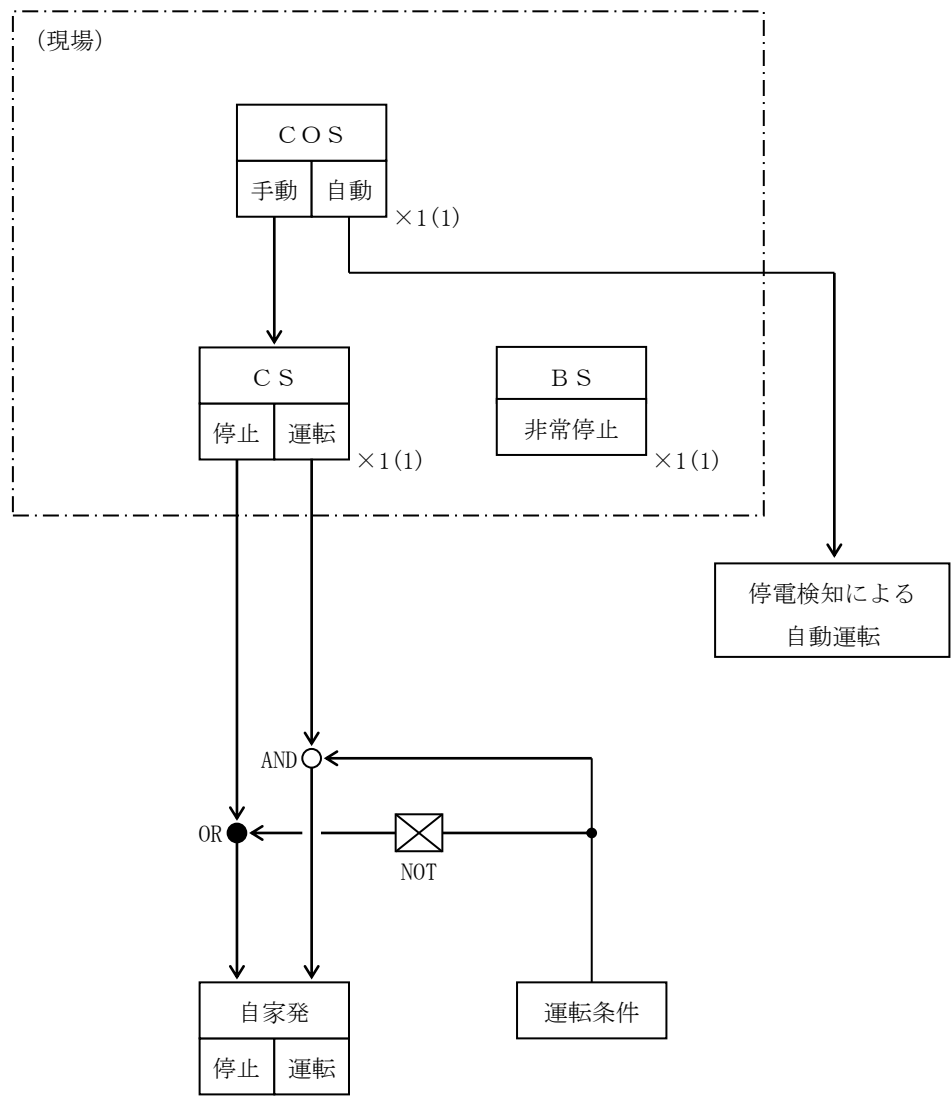 (現場)
ＣＯＳ
手動 自動
×1(1)
ＣＳ
停止 運転
×1(1)
ＢＳ
非常停止
×1(1)
停電検知による
自動運転
AND
OR
NOT
自家発
停止 運転
運転条件